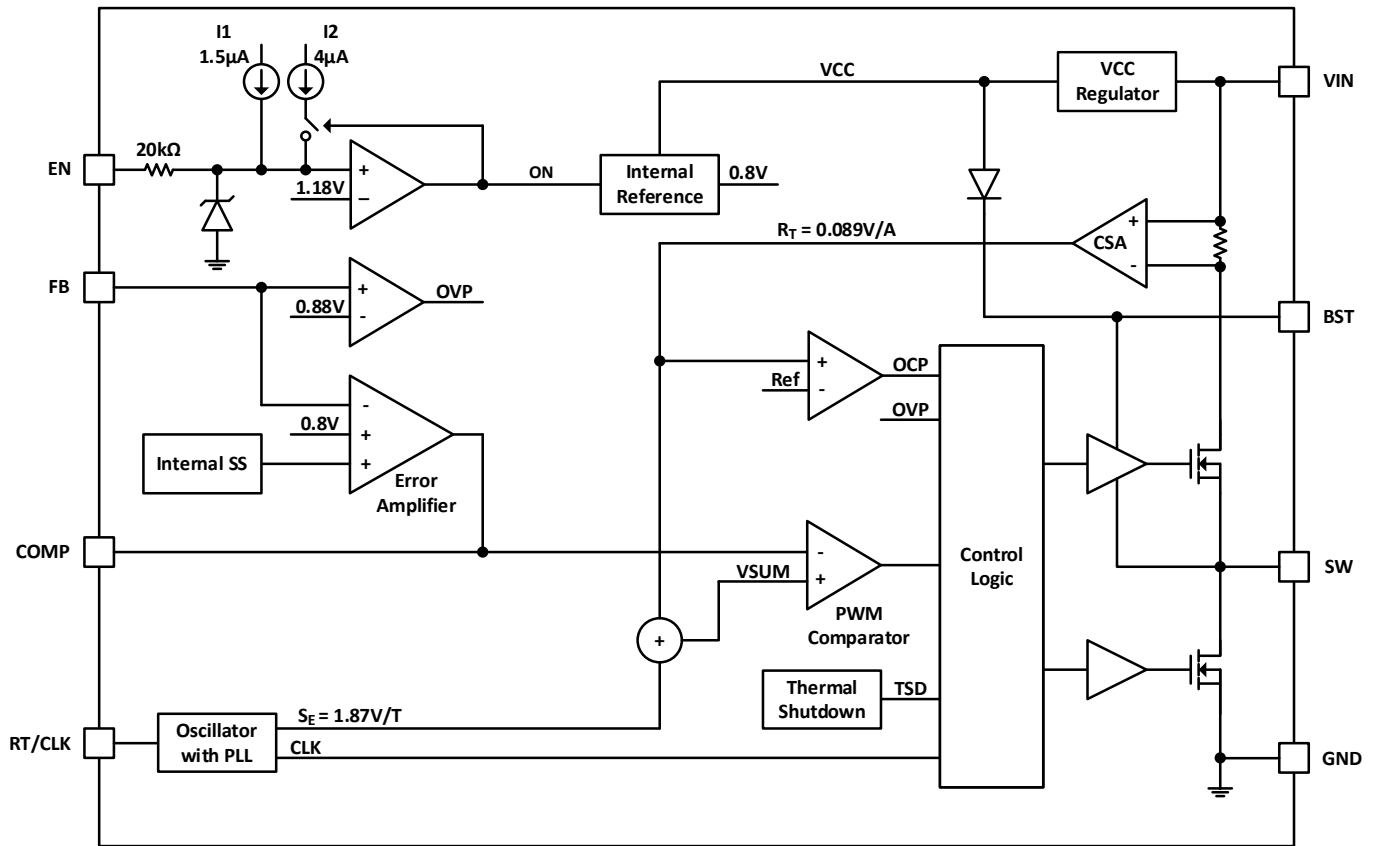 I1
1.5µA
I2
4µA
VCC
VCC
Regulator
VIN
EN
20kΩ
+
1.18V
−
ON
Internal
Reference
0.8V
RT = 0.089V/A
CSA
+
-
FB
+
0.88V
-
OVP
BST
+
Ref
-
OCP
OVP
-
0.8V
+
Internal SS
+
Error
Amplifier
COMP
-
VSUM
+
PWM
Comparator
Control
Logic
SW
+
Thermal
Shutdown
TSD
RT/CLK
Oscillator
with PLL
SE = 1.87V/T
CLK
GND